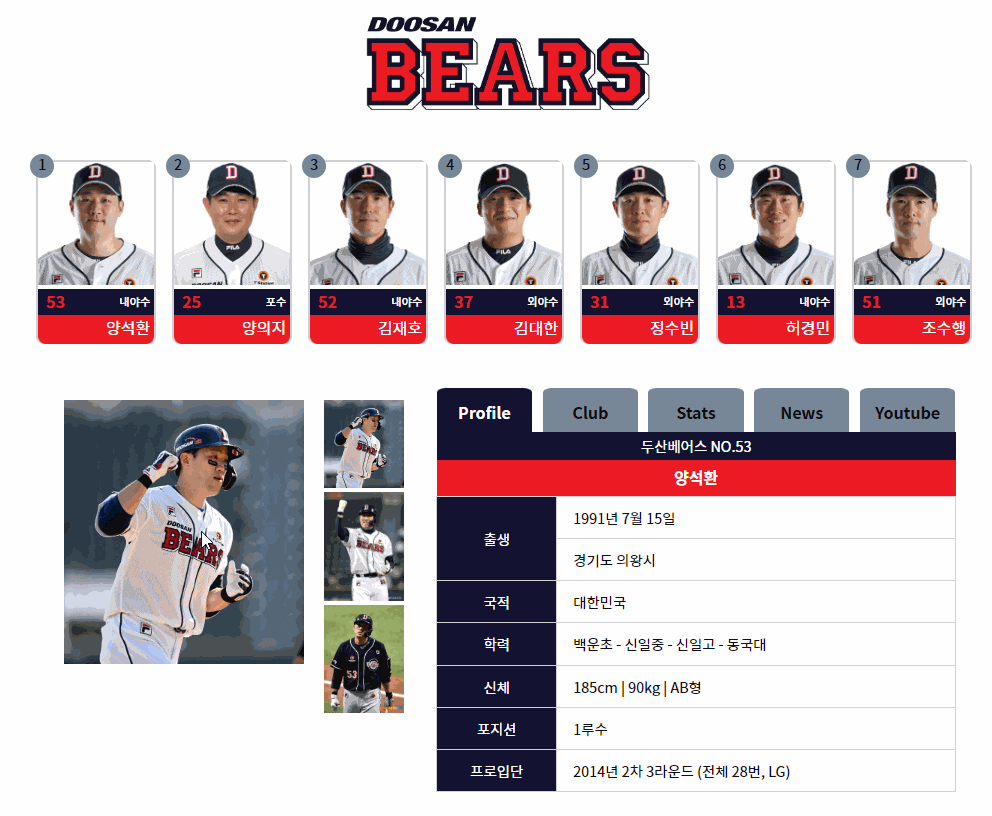 DOOSAN
BEARS
1 2 3 4 5 6 7
53 내야수 25 포수 52 내야수 37 외야수 31 외야수 13 내야수 51 외야수
양석환 양의지 김재호 김대한 정수빈 허경민 조수행
Profile Club Stats News Youtube
두산베어스 NO.53
양석환
출생 1991년 7월 15일
경기도 의왕시
국적 대한민국
학력 백운초 - 신일중 - 신일고 - 동국대
신체 185cm | 90kg | AB형
포지션 1루수
프로입단 2014년 2차 3라운드 (전체 28번, LG)
DOOSAN
BEARS
BEARS
BEARS
53